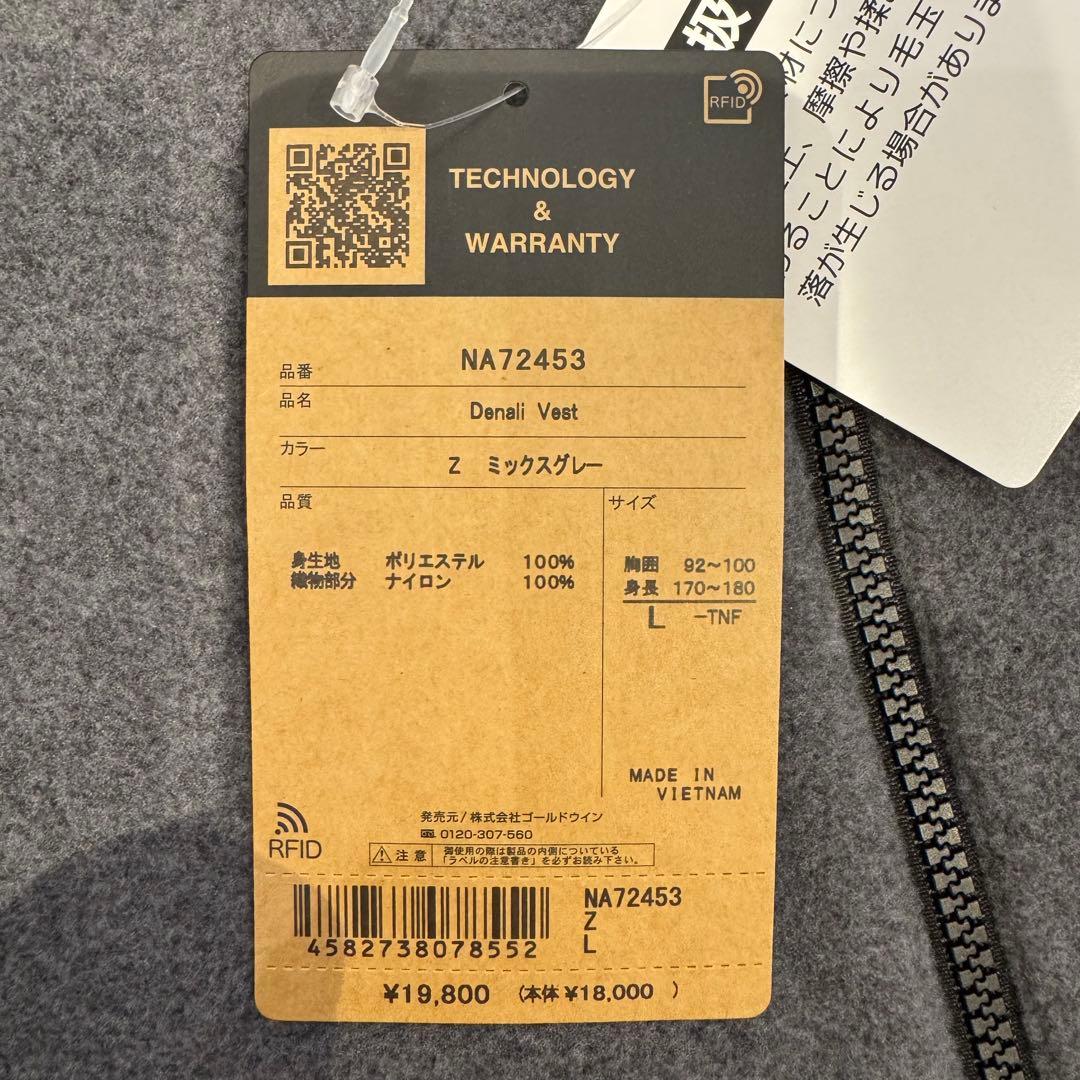 RFID
TECHNOLOGY
&
WARRANTY
扱
、摩擦や揉
ることにより毛玉
落が生じる場合がありま
品番 NA72453
品名 Denali Vest
カラー Z ミックスグレー
品質
身生地 ポリエステル 100%
織物部分 ナイロン 100%
サイズ
胸囲 92～100
身長 170～180
L -TNF
MADE IN
VIETNAM
発売元/株式会社ゴールドウイン
0120-307-560
RFID
注意
御使用の際は製品の内側についている
「ラベルの注意書き」を必ずお読み下さい。
4582738078552
NA72453
Z
L
¥19,800 (本体¥18,000 )